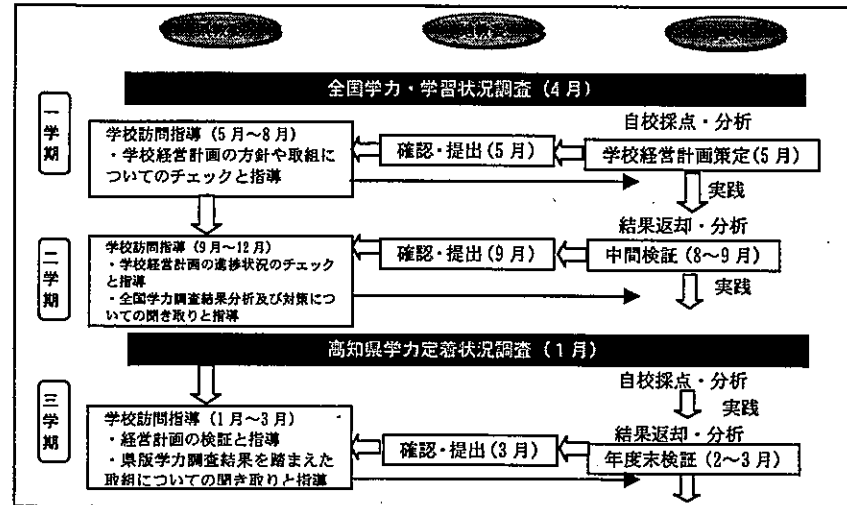 全国学力・学習状況調査(4月)
一学期
学校訪問指導(5月~8月)
・学校経営計画の方針や取組に
ついてのチェックと指導
確認・提出(5月)
自校採点・分析
学校経営計画策定(5月)
実践
二学期
学校訪問指導(9月~12月)
・学校経営計画の進捗状況のチェック
と指導
・全国学力調査結果分析及び対策につ
いての聞き取りと指導
確認・提出(9月)
結果返却・分析
中間検証(8~9月)
実践
高知県学力定着状況調査(1月)
三学期
学校訪問指導(1月~3月)
・経営計画の検証と指導
・県版学力調査結果を踏まえた
取組についての聞き取りと指導
確認・提出(3月)
自校採点・分析
実践
結果返却・分析
年度末検証(2~3月)